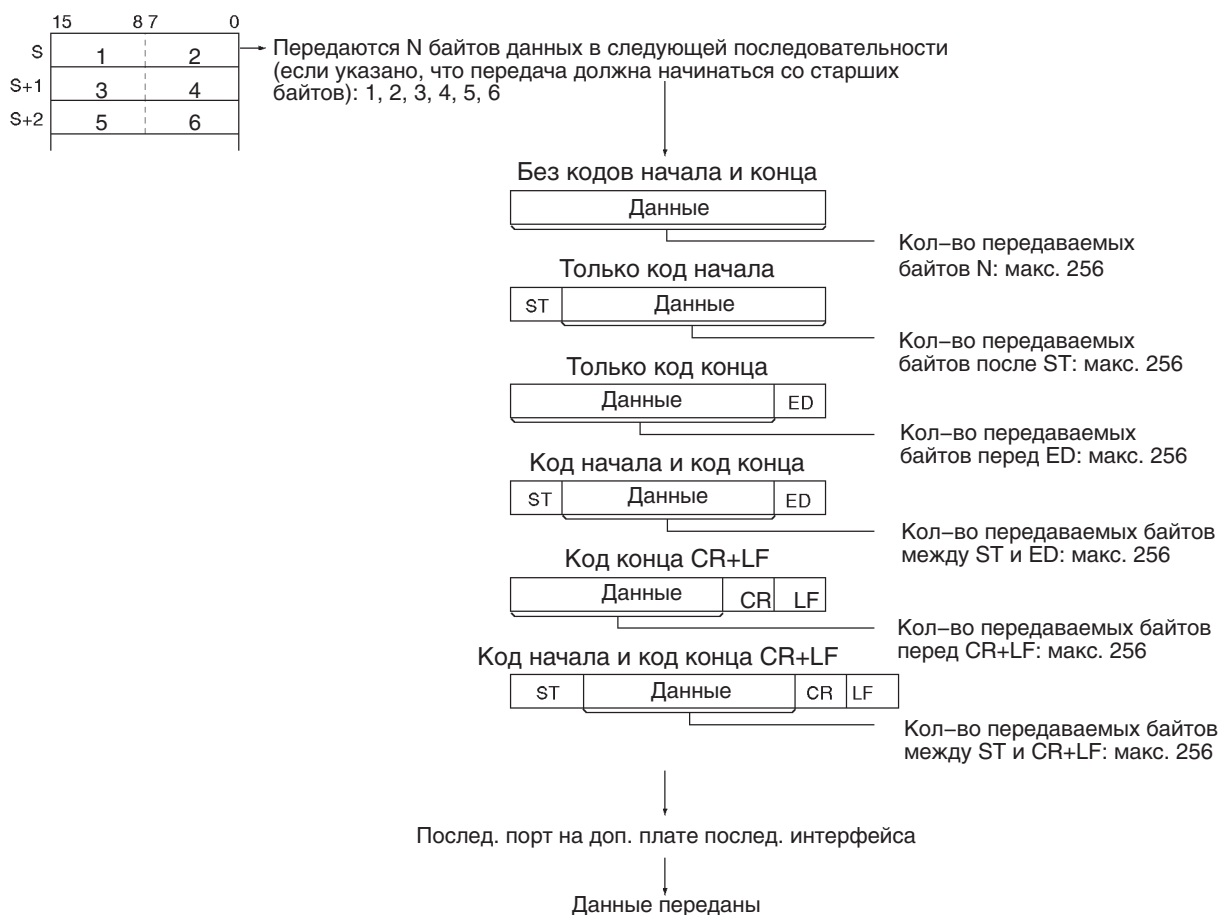 15 8 7 0
S 1 2
S+1 3 4
S+2 5 6
Передаются N байтов данных в следующей последовательности
(если указано, что передача должна начинаться со старших
байтов): 1, 2, 3, 4, 5, 6
Без кодов начала и конца
Данные
Кол–во передаваемых
байтов N: макс. 256
Только код начала
ST Данные
Кол–во передаваемых
байтов после ST: макс. 256
Только код конца
Данные ED
Кол–во передаваемых
байтов перед ED: макс. 256
Код начала и код конца
ST Данные ED
Кол–во передаваемых байтов
между ST и ED: макс. 256
Код конца CR+LF
Данные CR LF
Кол–во передаваемых байтов
перед CR+LF: макс. 256
Код начала и код конца CR+LF
ST Данные CR LF
Кол–во передаваемых байтов
между ST и CR+LF: макс. 256
Послед. порт на доп. плате послед. интерфейса
Данные переданы